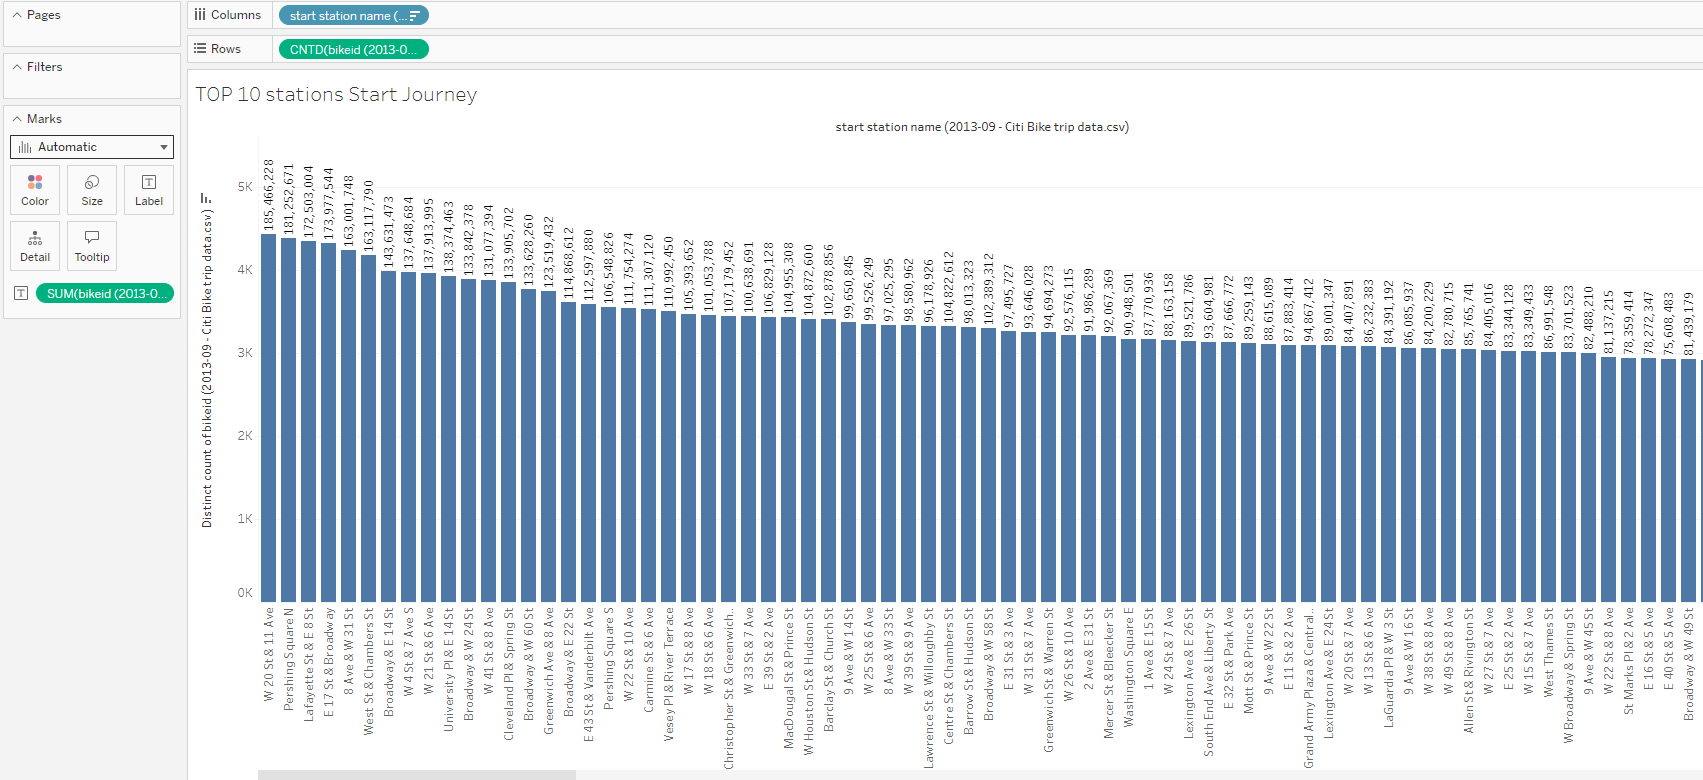 Pages
Columns
start station name (...
Rows
CNTD(bikeid (2013-0...
Filters
Marks
Automatic
Color
Size
Label
Detail
Tooltip
SUM(bikeid (2013-0...
TOP 10 stations Start Journey
start station name (2013-09 - Citi Bike trip data.csv)
Distinct count of bikeid (2013-09 - Citi Bike trip data.csv)
5K
4K
3K
2K
1K
0K
185,466,228
181,252,671
172,503,004
173,977,544
163,001,748
163,117,790
143,631,473
137,648,684
137,913,995
138,374,463
133,842,378
131,077,394
133,905,702
133,628,260
123,519,432
114,868,612
112,597,880
106,548,826
111,754,274
111,307,120
110,992,450
105,393,652
101,053,788
107,179,452
100,638,691
106,829,128
104,955,308
104,872,600
102,878,856
99,650,845
99,526,249
97,025,295
98,580,962
96,178,926
104,822,612
98,013,323
102,389,312
97,495,727
93,646,028
94,694,273
92,576,115
91,986,289
92,067,369
90,948,501
87,770,936
88,163,158
89,521,786
93,604,981
87,666,772
89,259,143
88,615,089
87,883,414
94,867,412
89,001,347
84,407,891
86,232,383
84,391,192
86,085,937
84,200,229
82,780,715
85,765,741
84,405,016
83,344,128
83,349,433
86,991,548
83,701,523
82,488,210
81,137,215
78,359,414
78,272,347
75,608,483
81,439,179
W 20 St & 11 Ave
Pershing Square N
Lafayette St & E 8 St
E 17 St & Broadway
8 Ave & W 31 St
West St & Chambers St
Broadway & E 14 St
W 4 St & 7 Ave S
W 21 St & 6 Ave
University Pl & E 14 St
Broadway & W 24 St
W 41 St & 8 Ave
Cleveland Pl & Spring St
Broadway & W 60 St
Greenwich Ave & 8 Ave
Broadway & E 22 St
E 43 St & Vanderbilt Ave
Pershing Square S
W 22 St & 10 Ave
Carmine St & 6 Ave
Vesey Pl & River Terrace
W 17 St & 8 Ave
W 18 St & 6 Ave
Christopher St & Greenwich..
W 33 St & 7 Ave
E 39 St & 2 Ave
MacDougal St & Prince St
W Houston St & Hudson St
Barclay St & Church St
9 Ave & W 14 St
W 25 St & 6 Ave
8 Ave & W 33 St
W 39 St & 9 Ave
Lawrence St & Willoughby St
Centre St & Chambers St
Barrow St & Hudson St
Broadway & W 58 St
E 31 St & 3 Ave
W 31 St & 7 Ave
Greenwich St & Warren St
W 26 St & 10 Ave
2 Ave & E 31 St
Mercer St & Bleecker St
Washington Square E
1 Ave & E 15 St
W 24 St & 7 Ave
Lexington Ave & E 26 St
South End Ave & Liberty St
E 32 St & Park Ave
Mott St & Prince St
9 Ave & W 22 St
E 11 St & 2 Ave
Grand Army Plaza & Central..
Lexington Ave & E 24 St
W 20 St & 7 Ave
W 13 St & 6 Ave
LaGuardia Pl & W 3 St
9 Ave & W 16 St
W 38 St & 8 Ave
W 49 St & 8 Ave
Allen St & Rivington St
W 27 St & 7 Ave
E 25 St & 2 Ave
W 15 St & 7 Ave
West Thames St
W Broadway & Spring St
9 Ave & W 45 St
W 22 St & 8 Ave
St Marks Pl & 2 Ave
E 16 St & 5 Ave
E 40 St & 5 Ave
Broadway & W 49 St